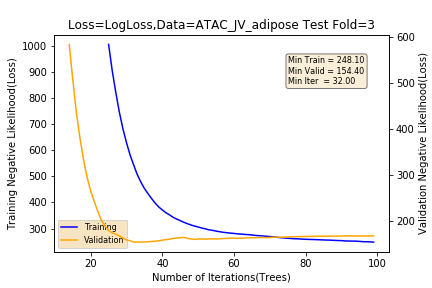 Loss=LogLoss,Data=ATAC_JV_adipose Test Fold=3
Training Negative Likelihood(Loss)
1000
900
800
700
600
500
400
300
Min Train = 248.10
Min Valid = 154.40
Min Iter = 32.00
Training
Validation
600
500
400
300
200
Validation Negative Likelihood(Loss)
20
40
60
80
100
Number of Iterations(Trees)